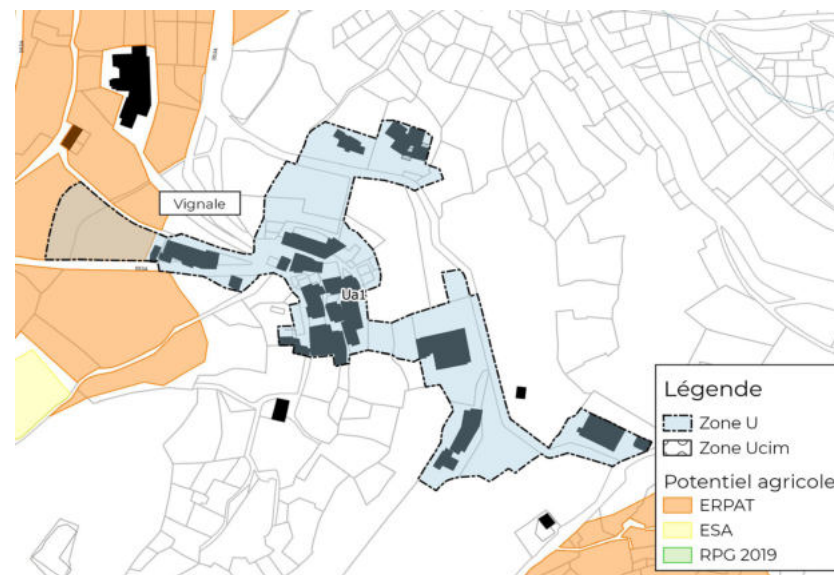 Vignale
Ua1
Légende
Zone U
Zone Ucim
Potentiel agricole
ERPAT
ESA
RPG 2019